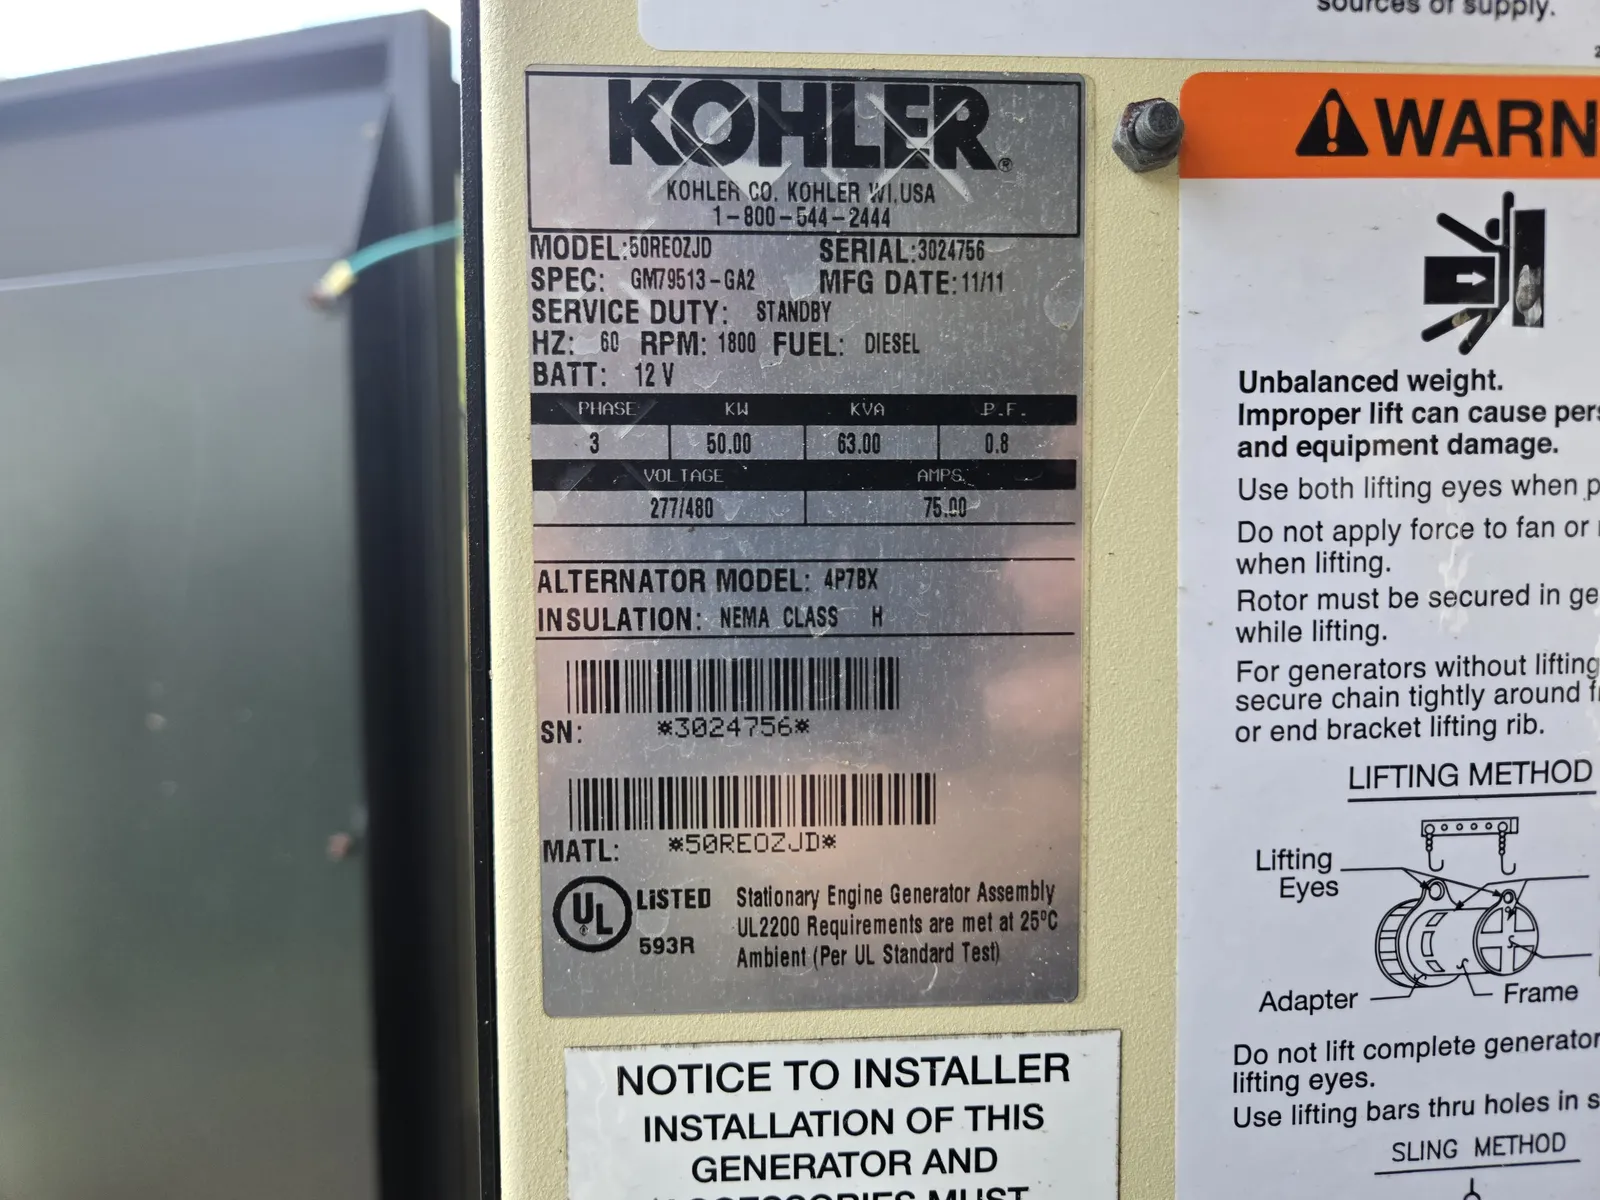 sources of supply.
KOHLER®
KOHLER CO. KOHLER WI.USA
1-800-544-2444
MODEL: 50REOZJD SERIAL: 3024756
SPEC: GM79513-GA2 MFG DATE: 11/11
SERVICE DUTY: STANDBY
HZ: 60 RPM: 1800 FUEL: DIESEL
BATT: 12 V
PHASE KW KVA P.F.
3 50.00 63.00 0.8
VOLTAGE AMPS
277/480 75.00
ALTERNATOR MODEL: 4P7BX
INSULATION: NEMA CLASS H
SN: *3024756*
MATL: *50REOZJD*
UL® LISTED
593R
Stationary Engine Generator Assembly
UL2200 Requirements are met at 25°C
Ambient (Per UL Standard Test)
NOTICE TO INSTALLER
INSTALLATION OF THIS
GENERATOR AND
ACCESSORIES MUST
WARN
Unbalanced weight.
Improper lift can cause pers
and equipment damage.
Use both lifting eyes when p
Do not apply force to fan or
when lifting.
Rotor must be secured in ge
while lifting.
For generators without lifting
secure chain tightly around f
or end bracket lifting rib.
LIFTING METHOD
Lifting
Eyes
Adapter
Frame
Do not lift complete generator
lifting eyes.
Use lifting bars thru holes in s
SLING METHOD